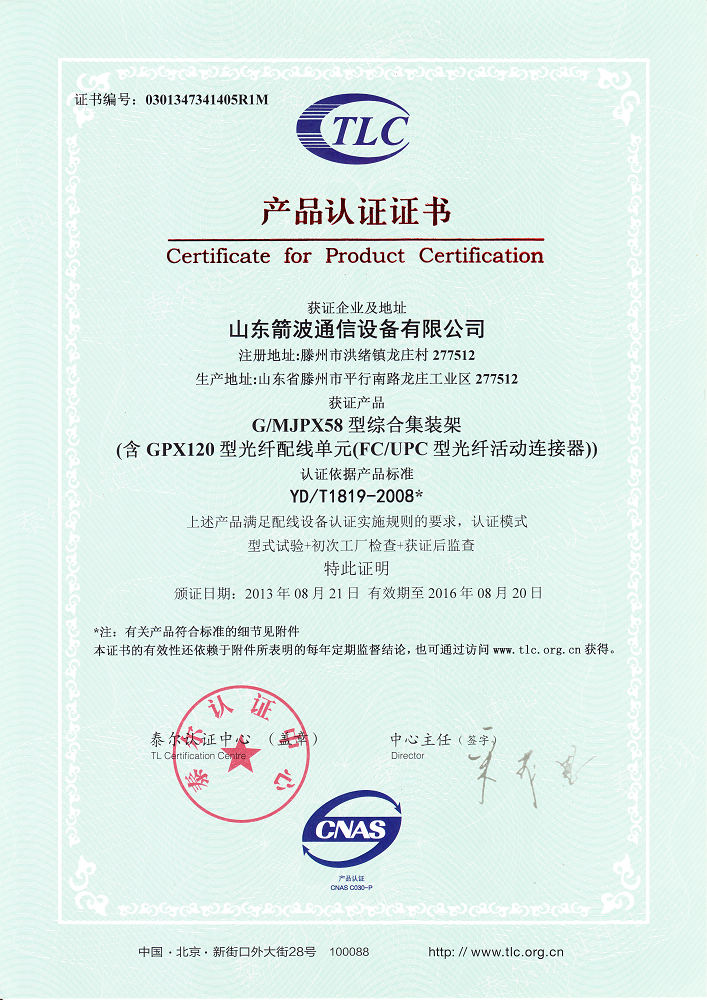 证书编号：0301347341405R1M
TLC
产品认证证书
Certificate for Product Certification
获证企业及地址
山东箭波通信设备有限公司
注册地址:滕州市洪绪镇龙庄村 277512
生产地址:山东省滕州市平行南路龙庄工业区 277512
获证产品
G/MJPX58 型综合集装架
(含 GPX120 型光纤配线单元(FC/UPC 型光纤活动连接器))
认证依据产品标准
YD/T1819-2008*
上述产品满足配线设备认证实施规则的要求，认证模式
型式试验+初次工厂检查+获证后监查
特此证明
颁证日期：2013 年 08 月 21 日 有效期至 2016 年 08 月 20 日
*注：有关产品符合标准的细节见附件
本证书的有效性还依赖于附件所表明的每年定期监督结论，也可通过访问 www.tlc.org.cn 获得。
泰尔认证中心（盖章）
TL Certification Centre
泰尔认证中心
中心主任（签字）
Director
CNAS
产品认证
CNAS C030-P
中国·北京·新街口外大街28号 100088 http: // www.tlc.org.cn